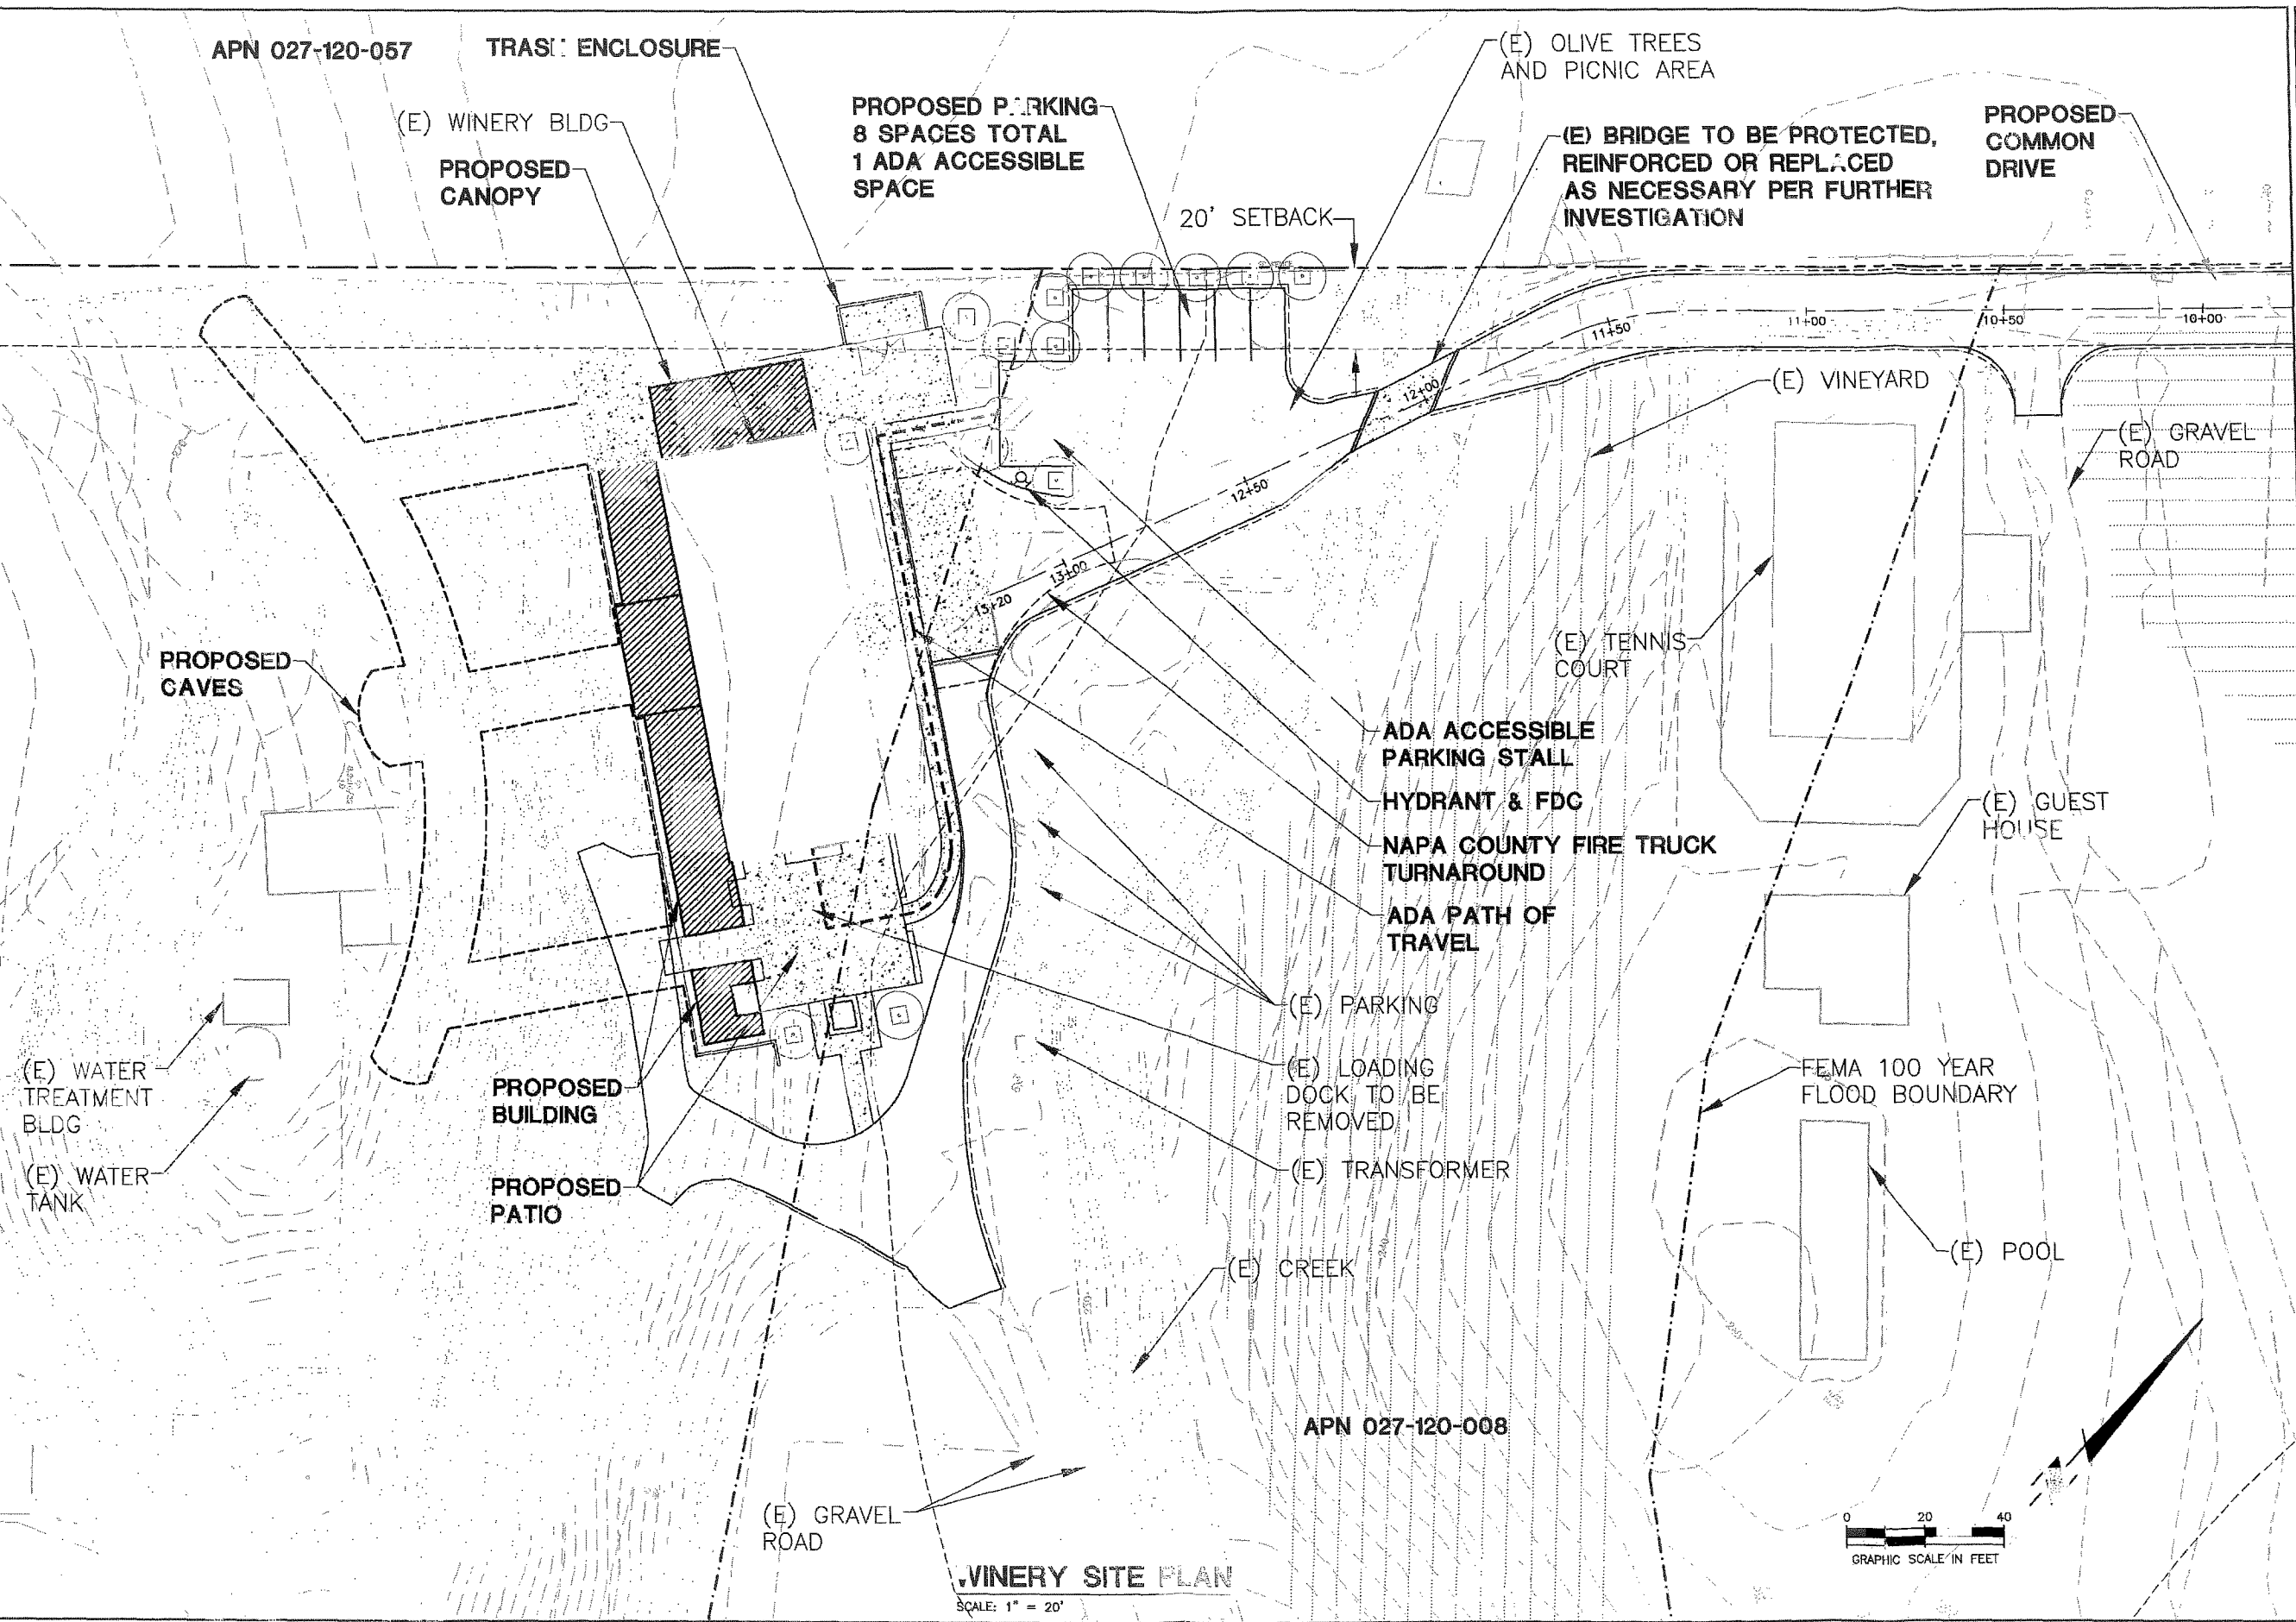 APN 027-120-057
TRASH ENCLOSURE
(E) WINERY BLDG
PROPOSED
CANOPY
PROPOSED PARKING
8 SPACES TOTAL
1 ADA ACCESSIBLE
SPACE
20' SETBACK
(E) OLIVE TREES
AND PICNIC AREA
(E) BRIDGE TO BE PROTECTED,
REINFORCED OR REPLACED
AS NECESSARY PER FURTHER
INVESTIGATION
PROPOSED
COMMON
DRIVE
10+00
10+50
11+00
11+50
12+00
12+50
13+00
13+20
(E) VINEYARD
(E) GRAVEL
ROAD
(E) TENNIS
COURT
PROPOSED
CAVES
ADA ACCESSIBLE
PARKING STALL
HYDRANT & FDC
NAPA COUNTY FIRE TRUCK
TURNAROUND
ADA PATH OF
TRAVEL
(E) GUEST
HOUSE
(E) PARKING
(E) LOADING
DOCK TO BE
REMOVED
(E) TRANSFORMER
FEMA 100 YEAR
FLOOD BOUNDARY
(E) WATER
TREATMENT
BLDG
(E) WATER
TANK
PROPOSED
BUILDING
PROPOSED
PATIO
(E) CREEK
240
230
(E) POOL
APN 027-120-008
(E) GRAVEL
ROAD
0 20 40
GRAPHIC SCALE IN FEET
WINERY SITE PLAN
SCALE: 1" = 20'